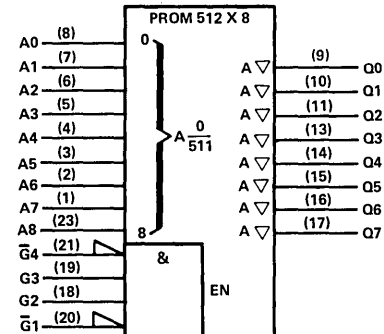 PROM 512 X 8
A0 (8) 0
A1 (7)
A2 (6)
A3 (5)
A4 (4)
A5 (3)
A6 (2)
A7 (1)
A8 (23) 8
A 0/511
G̅4 (21)
G3 (19)
G2 (18)
G̅1 (20)
&
EN
A ▽ (9) Q0
A ▽ (10) Q1
A ▽ (11) Q2
A ▽ (13) Q3
A ▽ (14) Q4
A ▽ (15) Q5
A ▽ (16) Q6
A ▽ (17) Q7